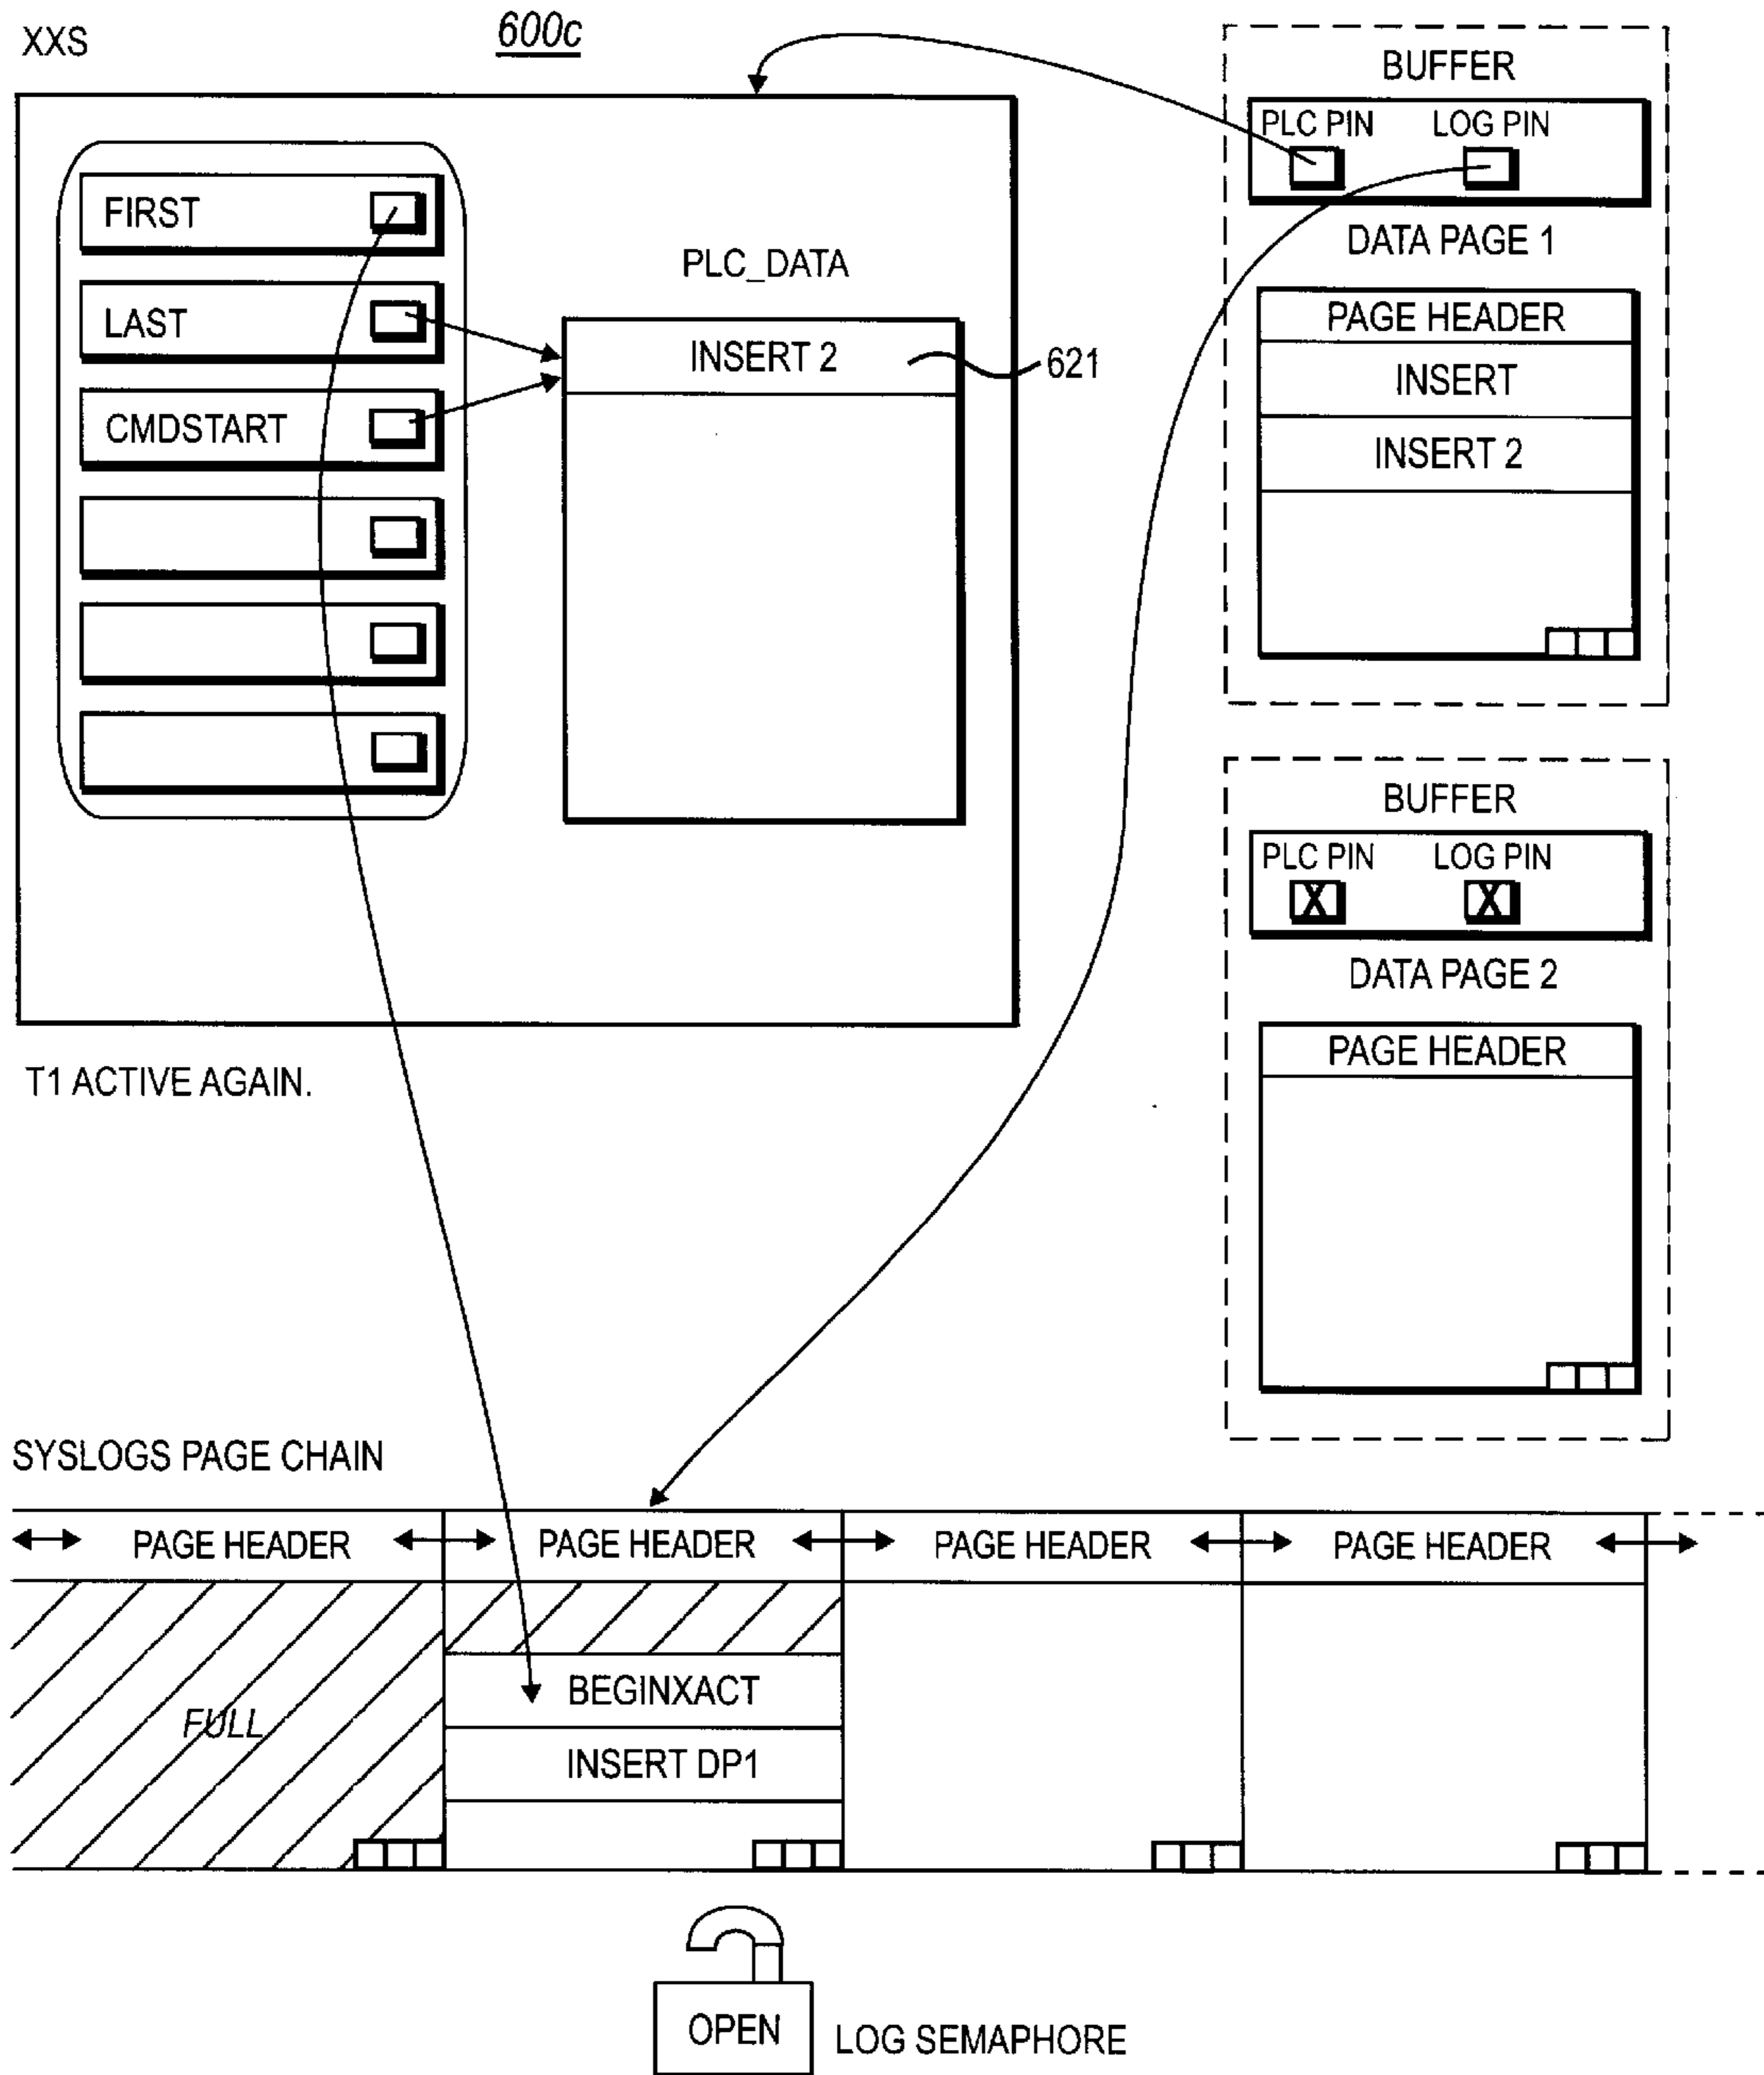 XXS
600c
FIRST
LAST
CMDSTART
PLC_DATA
INSERT 2
621
T1 ACTIVE AGAIN.
BUFFER
PLC PIN LOG PIN
DATA PAGE 1
PAGE HEADER
INSERT
INSERT 2
BUFFER
PLC PIN LOG PIN
X X
DATA PAGE 2
PAGE HEADER
SYSLOGS PAGE CHAIN
PAGE HEADER PAGE HEADER PAGE HEADER PAGE HEADER
FULL
BEGINXACT
INSERT DP1
OPEN
LOG SEMAPHORE